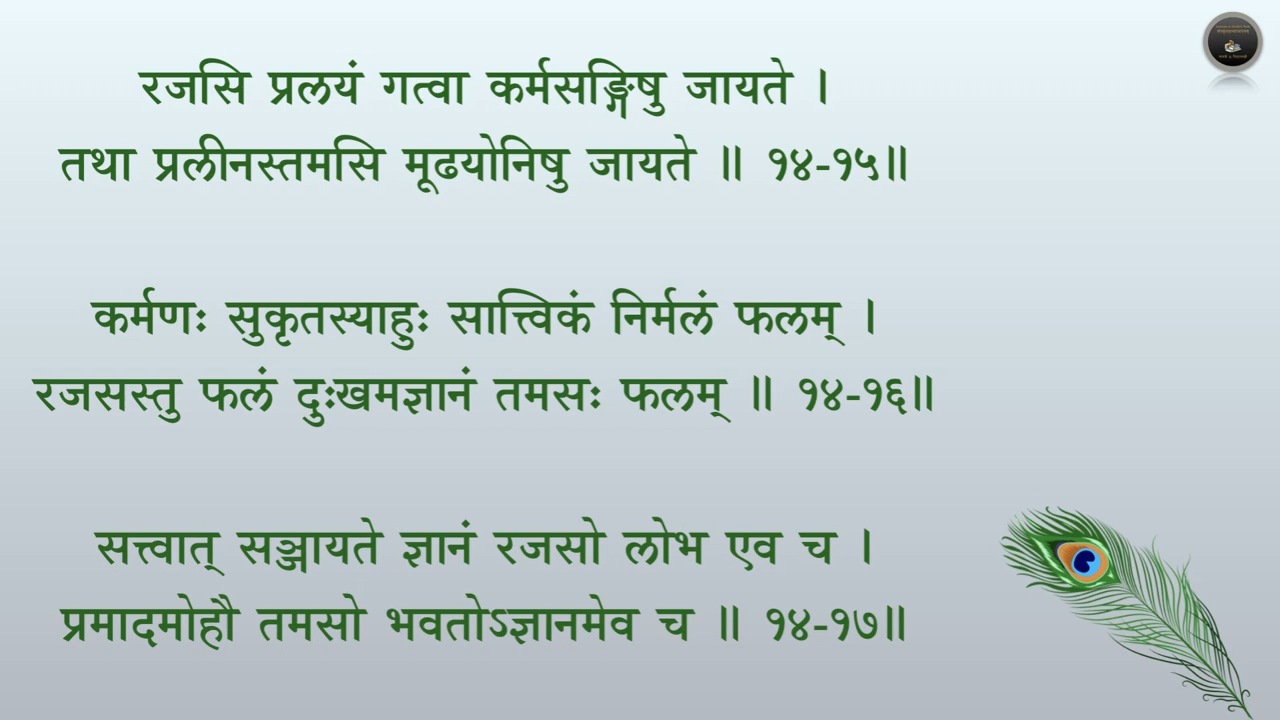 रजसि प्रलयं गत्वा कर्मसङ्गिषु जायते ।
तथा प्रलीनस्तमसि मूढयोनिषु जायते ॥ १४-१५॥
कर्मणः सुकृतस्याहुः सात्त्विकं निर्मलं फलम् ।
रजसस्तु फलं दुःखमज्ञानं तमसः फलम् ॥ १४-१६॥
सत्त्वात् सञ्जायते ज्ञानं रजसो लोभ एव च ।
प्रमादमोहौ तमसो भवतोऽज्ञानमेव च ॥ १४-१७॥